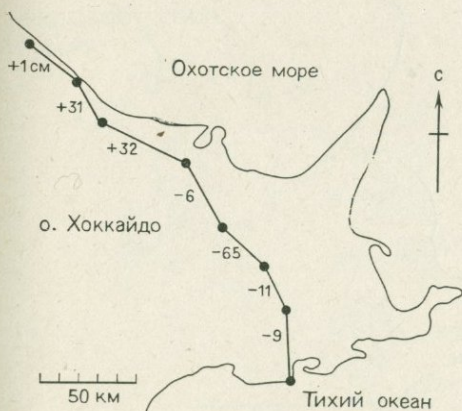 +1 см
Охотское море
С
+31
+32
-6
о. Хоккайдо
-65
-11
-9
50 км
Тихий океан